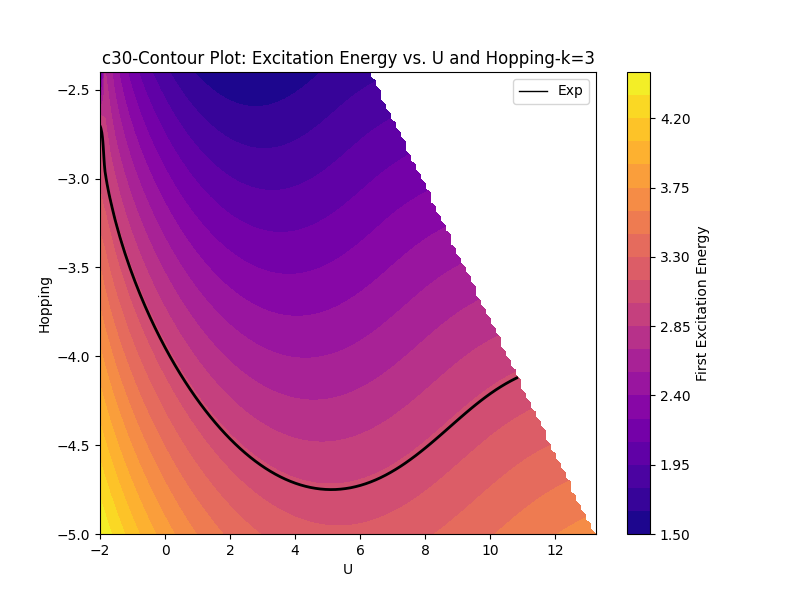 c30-Contour Plot: Excitation Energy vs. U and Hopping-k=3
Exp
−2.5
−3.0
−3.5
−4.0
−4.5
−5.0
Hopping
−2 0 2 4 6 8 10 12
U
4.20
3.75
3.30
2.85
2.40
1.95
1.50
First Excitation Energy